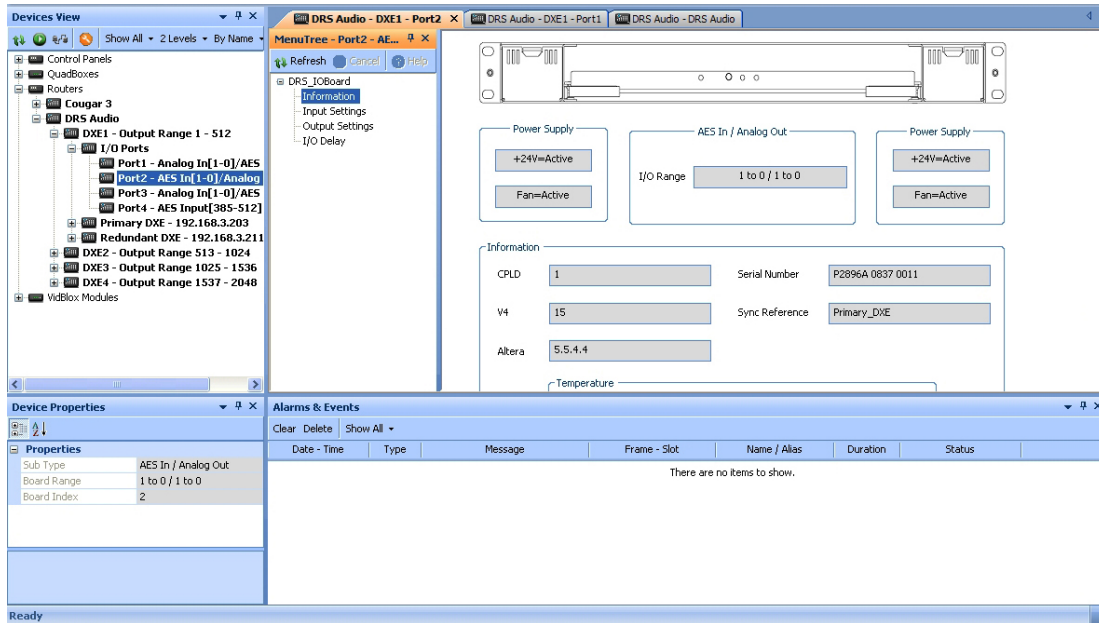 Devices View
Show All 2 Levels By Name
Control Panels
QuadBoxes
Routers
Cougar 3
DRS Audio
DXE1 - Output Range 1 - 512
I/O Ports
Port1 - Analog In[1-0]/AES
Port2 - AES In[1-0]/Analog
Port3 - Analog In[1-0]/AES
Port4 - AES Input[385-512]
Primary DXE - 192.168.3.203
Redundant DXE - 192.168.3.211
DXE2 - Output Range 513 - 1024
DXE3 - Output Range 1025 - 1536
DXE4 - Output Range 1537 - 2048
VidBlox Modules
DRS Audio - DXE1 - Port2
DRS Audio - DXE1 - Port1
DRS Audio - DRS Audio
MenuTree - Port2 - AE...
Refresh Cancel Help
DRS_IOBoard
Information
Input Settings
Output Settings
I/O Delay
Power Supply
+24V=Active
Fan=Active
AES In / Analog Out
I/O Range 1 to 0 / 1 to 0
Power Supply
+24V=Active
Fan=Active
Information
CPLD 1 Serial Number P2896A 0837 0011
V4 15 Sync Reference Primary_DXE
Altera 5.5.4.4
Temperature
Device Properties
Properties
Sub Type AES In / Analog Out
Board Range 1 to 0 / 1 to 0
Board Index 2
Alarms & Events
Clear Delete Show All
Date - Time Type Message Frame - Slot Name / Alias Duration Status
There are no items to show.
Ready